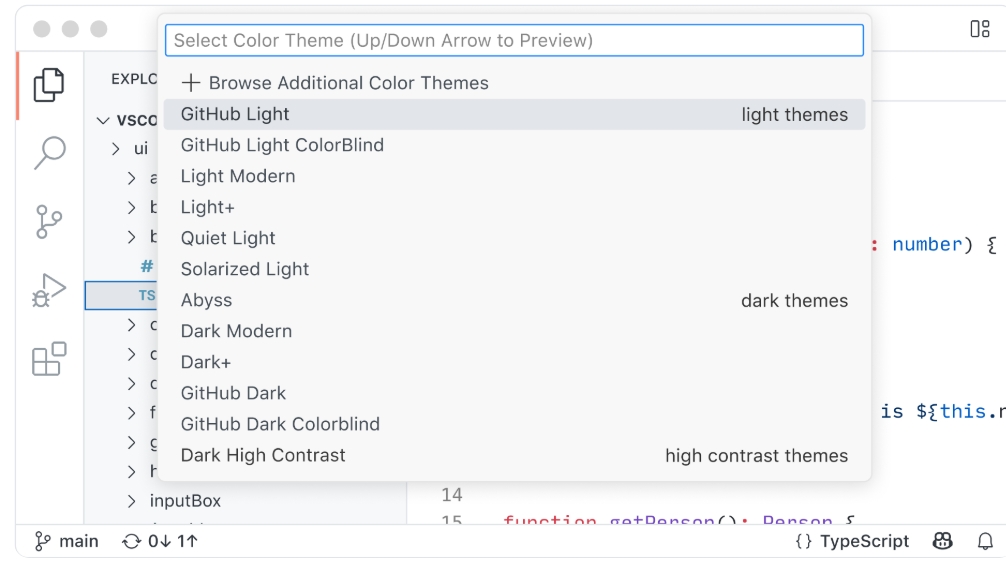 Select Color Theme (Up/Down Arrow to Preview)
EXPLO
+ Browse Additional Color Themes
GitHub Light light themes
VSCO
ui
GitHub Light ColorBlind
Light Modern
Light+
Quiet Light
: number) {
Solarized Light
#
TS
Abyss dark themes
Dark Modern
Dark+
GitHub Dark
is ${this.
GitHub Dark Colorblind
Dark High Contrast high contrast themes
inputBox
14
15 function getPerson(): Person {
main 0↓ 1↑ {} TypeScript